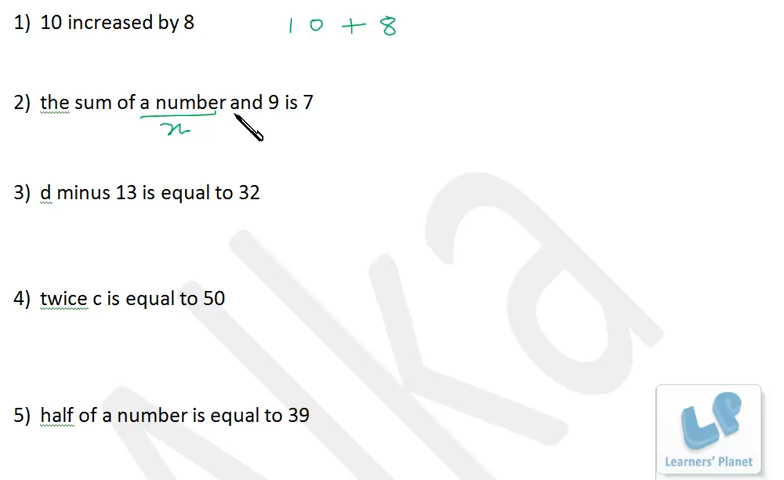 1) 10 increased by 8 10 + 8
2) the sum of a number and 9 is 7
x
3) d minus 13 is equal to 32
4) twice c is equal to 50
5) half of a number is equal to 39
Alka
LP
Learners' Planet